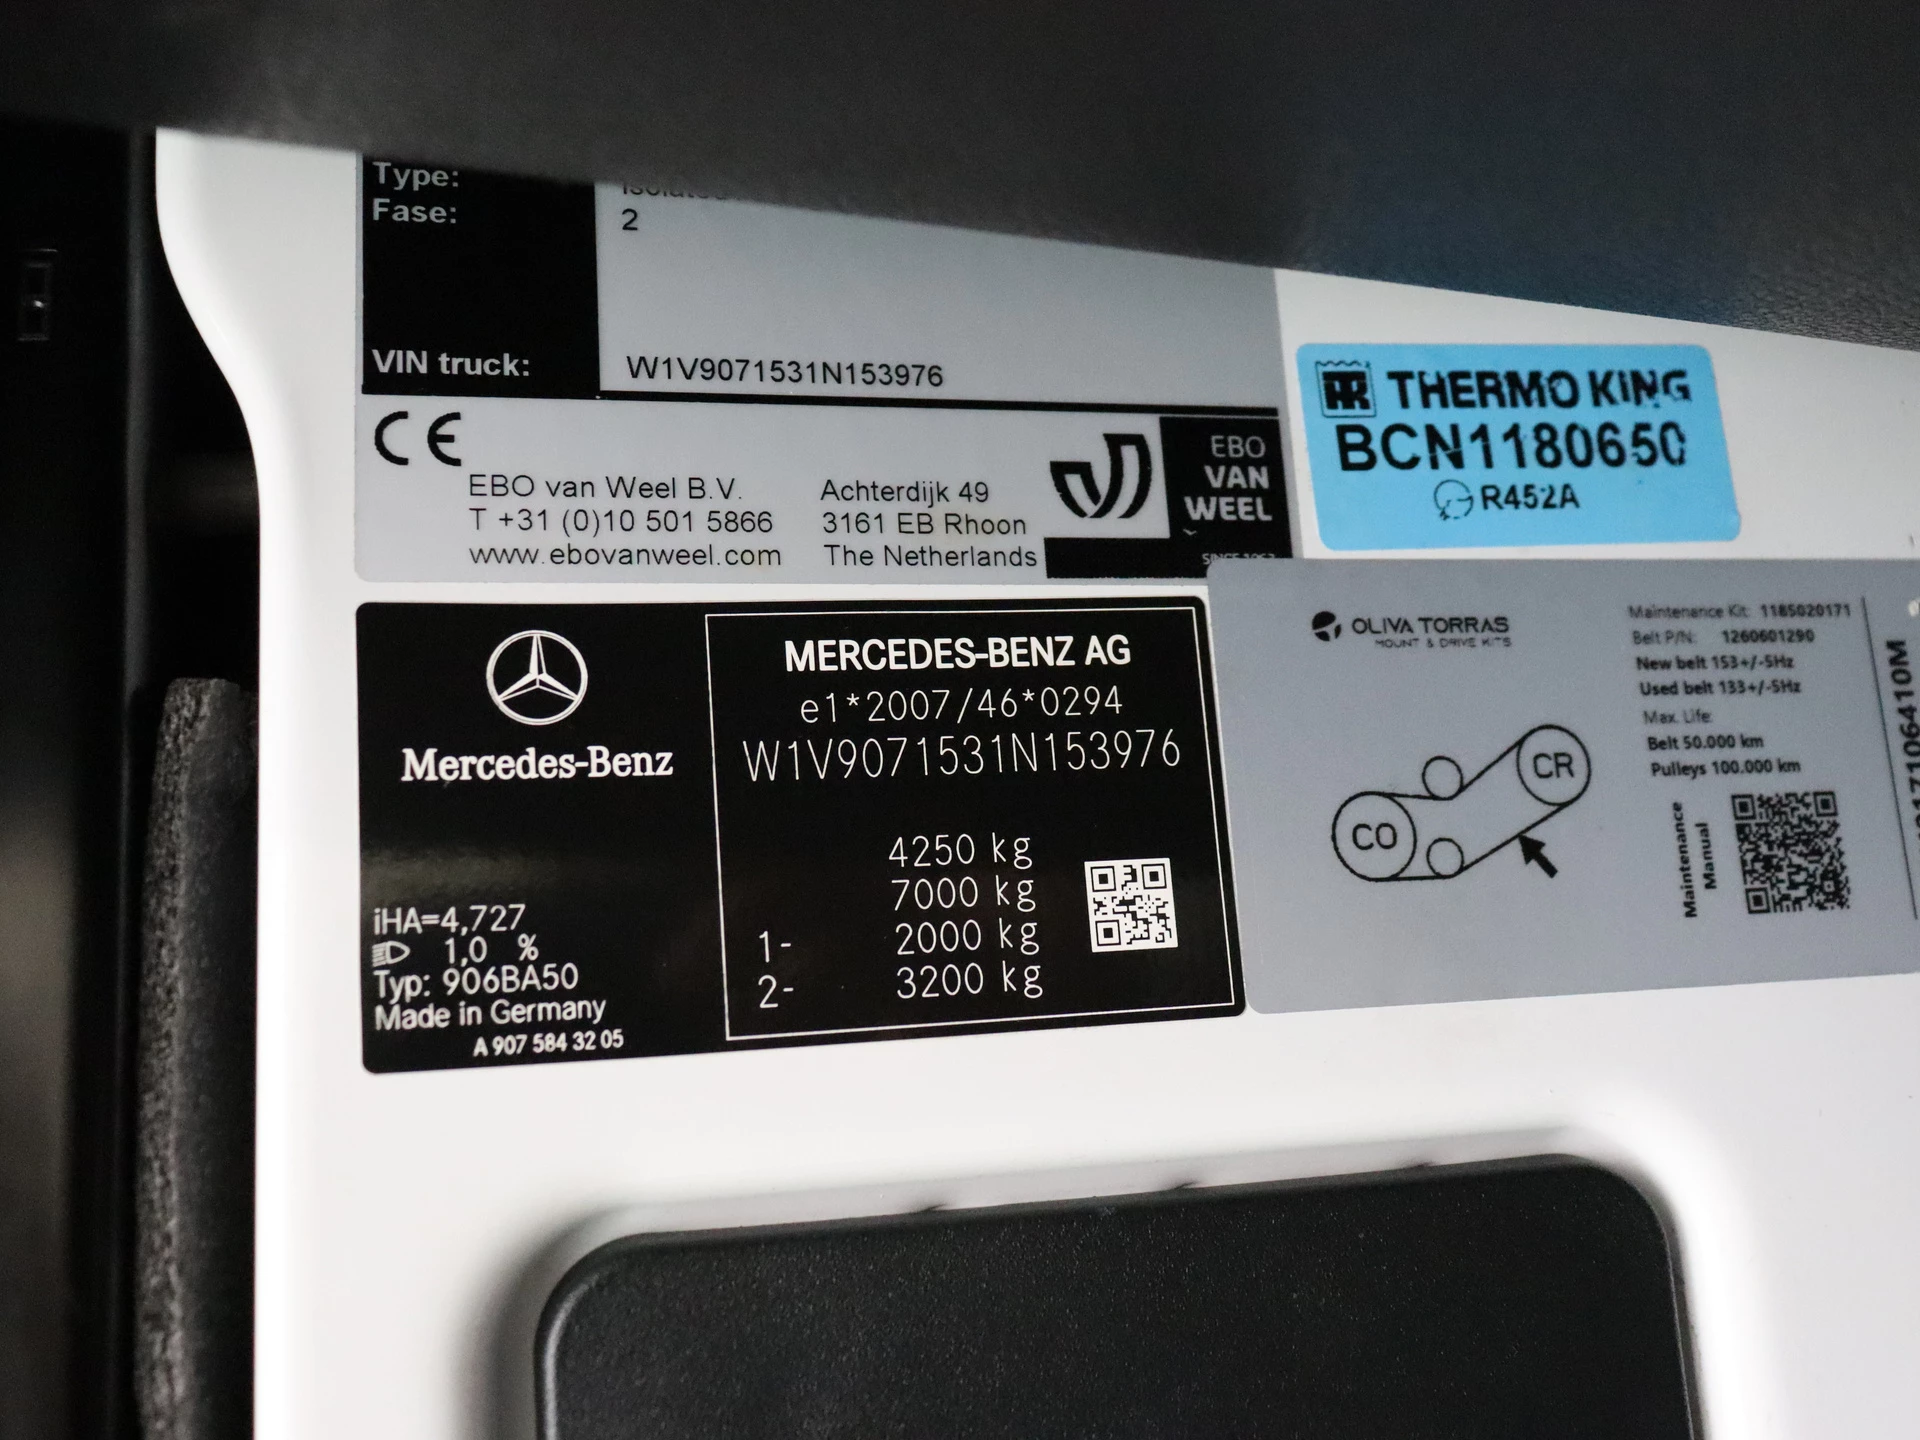 Type:
Fase:
2
VIN truck:
W1V9071531N153976
CE
EBO van Weel B.V.
T +31 (0)10 501 5866
www.ebovanweel.com
Achterdijk 49
3161 EB Rhoon
The Netherlands
EBO
VAN
WEEL
THERMO KING
BCN1180650
R452A
Mercedes-Benz
iHA=4,727
1,0 %
Typ: 906BA50
Made in Germany
A 907 584 32 05
MERCEDES-BENZ AG
e1*2007/46*0294
W1V9071531N153976
4250 kg
7000 kg
1- 2000 kg
2- 3200 kg
OLIVA TORRAS
MOUNT & DRIVE KITS
CO
CR
Maintenance Kit: 1185020171
Belt P/N: 1260601290
New belt 153+/-5Hz
Used belt 133+/-5Hz
Max. Life:
Belt 50.000 km
Pulleys 100.000 km
Maintenance
Manual